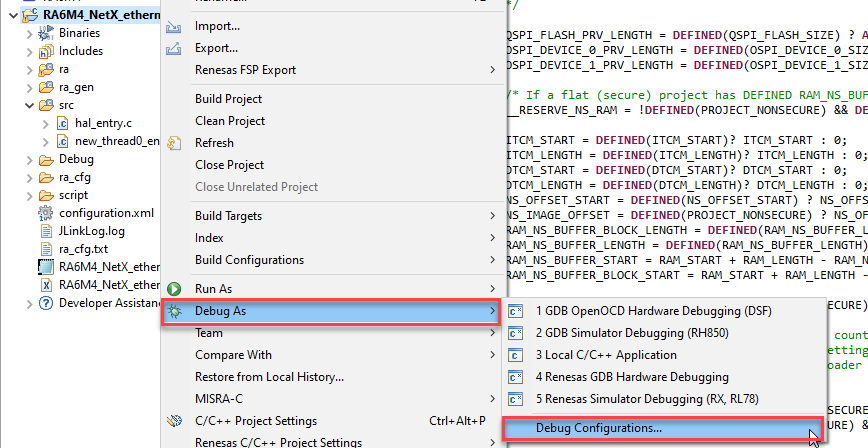 RA6M4_NetX_ethern
Binaries
Includes
ra
ra_gen
src
hal_entry.c
new_thread0_en
Debug
ra_cfg
script
configuration.xml
JLinkLog.log
ra_cfg.txt
RA6M4_NetX_ether
RA6M4_NetX_ether
Developer Assistanc
Import...
Export...
Renesas FSP Export
Build Project
Clean Project
Refresh
Close Project
Close Unrelated Project
Build Targets
Index
Build Configurations
Run As
Debug As
Team
Compare With
Restore from Local History...
MISRA-C
C/C++ Project Settings Ctrl+Alt+P
Renesas C/C++ Project Settings
1 GDB OpenOCD Hardware Debugging (DSF)
2 GDB Simulator Debugging (RH850)
3 Local C/C++ Application
4 Renesas GDB Hardware Debugging
5 Renesas Simulator Debugging (RX, RL78)
Debug Configurations...
*/
QSPI_FLASH_PRV_LENGTH = DEFINED(QSPI_FLASH_SIZE) ? A
OSPI_DEVICE_0_PRV_LENGTH = DEFINED(OSPI_DEVICE_0_SIZ
OSPI_DEVICE_1_PRV_LENGTH = DEFINED(OSPI_DEVICE_1_SIZ
/* If a flat (secure) project has DEFINED RAM_NS_BUFF
__RESERVE_NS_RAM = !DEFINED(PROJECT_NONSECURE) && DE
ITCM_START = DEFINED(ITCM_START)? ITCM_START : 0;
ITCM_LENGTH = DEFINED(ITCM_LENGTH)? ITCM_LENGTH : 0;
DTCM_START = DEFINED(DTCM_START)? DTCM_START : 0;
DTCM_LENGTH = DEFINED(DTCM_LENGTH)? DTCM_LENGTH : 0;
NS_OFFSET_START = DEFINED(NS_OFFSET_START) ? NS_OFFS
NS_IMAGE_OFFSET = DEFINED(PROJECT_NONSECURE) ? NS_OF
RAM_NS_BUFFER_BLOCK_LENGTH = DEFINED(RAM_NS_BUFFER_L
RAM_NS_BUFFER_LENGTH = DEFINED(RAM_NS_BUFFER_LENGTH)
RAM_NS_BUFFER_START = RAM_START + RAM_LENGTH - RAM_N
RAM_NS_BUFFER_BLOCK_START = RAM_START + RAM_LENGTH -
SECURE)
count
etting
oader
SECURE)
URE) &